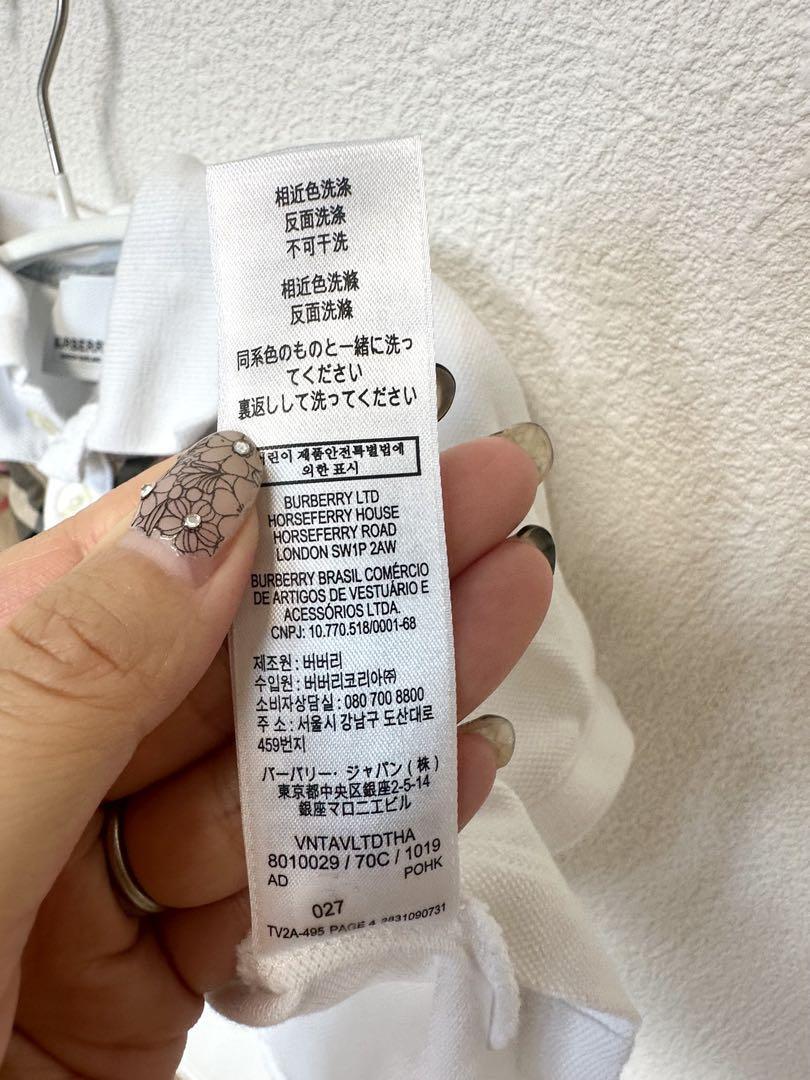 相近色洗涤
反面洗涤
不可干洗
相近色洗滌
反面洗滌
同系色のものと一緒に洗っ
てください
裏返しして洗ってください
제품안전특별법에
의한 표시
BURBERRY LTD
HORSEFERRY HOUSE
HORSEFERRY ROAD
LONDON SW1P 2AW
BURBERRY BRASIL COMÉRCIO
DE ARTIGOS DE VESTUÁRIO E
ACESSÓRIOS LTDA.
CNPJ: 10.770.518/0001-68
제조원 : 버버리
수입원 : 버버리코리아㈜
소비자상담실 : 080 700 8800
주 소 : 서울시 강남구 도산대로
459번지
バーバリー・ジャパン ( 株 )
東京都中央区銀座2-5-14
銀座マロニエビル
VNTAVLTDTHA
8010029 / 70C / 1019
AD POHK
027
TV2A-495 PAGE 4 2831090731